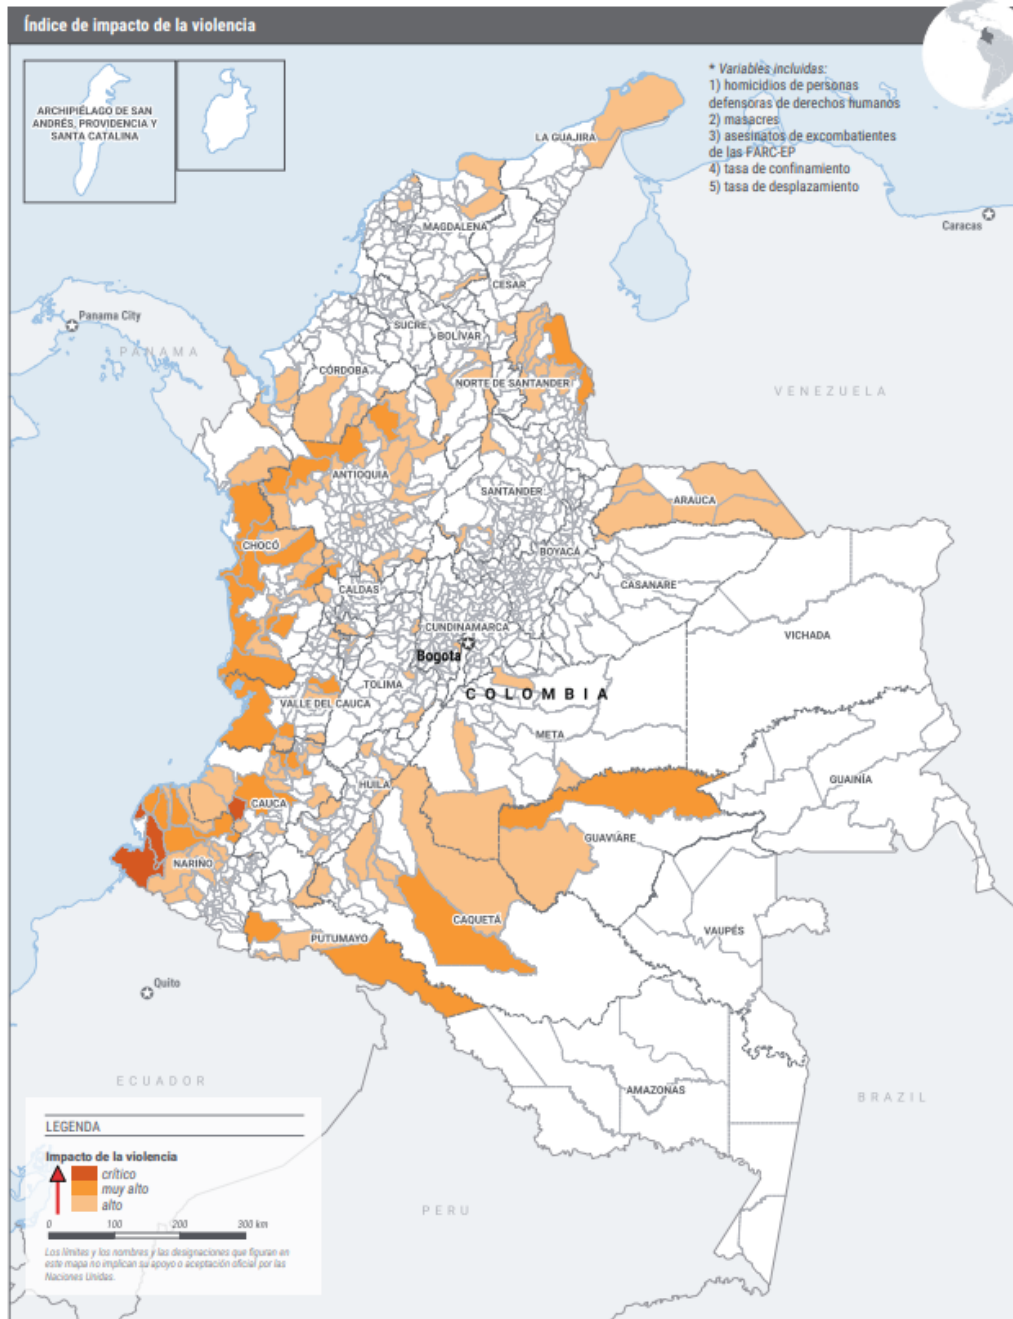 Índice de impacto de la violencia
ARCHIPIÉLAGO DE SAN
ANDRÉS, PROVIDENCIA Y
SANTA CATALINA
* Variables incluidas:
1) homicidios de personas
defensoras de derechos humanos
2) masacres
3) asesinatos de excombatientes
de las FARC-EP
4) tasa de confinamiento
5) tasa de desplazamiento
LA GUAJIRA
Caracas
MAGDALENA
CESAR
Panama City
SUCRE
BOLÍVAR
PANAMA
CÓRDOBA
NORTE DE SANTANDER
VENEZUELA
ANTIOQUIA
SANTANDER
ARAUCA
CHOCÓ
BOYACÁ
CALDAS
CASANARE
CUNDINAMARCA
VICHADA
Bogota
TOLIMA
COLOMBIA
VALLE DEL CAUCA
META
GUAINÍA
HUILA
CAUCA
GUAVIARE
NARIÑO
CAQUETÁ
VAUPÉS
PUTUMAYO
Quito
ECUADOR
AMAZONAS
BRAZIL
LEGENDA
Impacto de la violencia
crítico
muy alto
alto
0 100 200 300 km
Los límites y los nombres y las designaciones que figuran en
este mapa no implican su apoyo o aceptación oficial por las
Naciones Unidas.
PERU